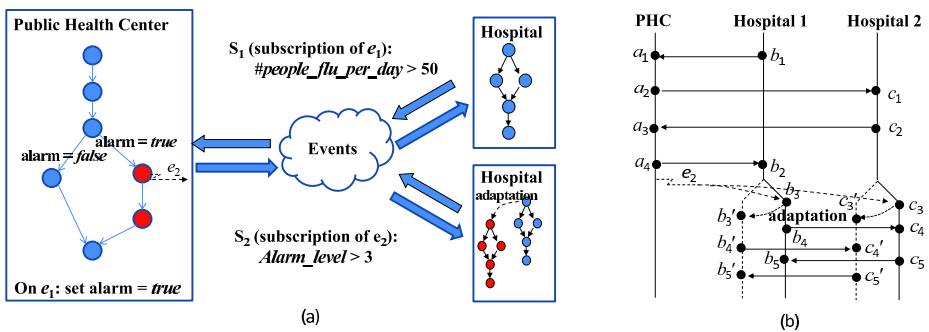 Public Health Center
alarm = true
alarm = false
e2
On e1: set alarm = true
S1 (subscription of e1):
#people_flu_per_day > 50
Events
S2 (subscription of e2):
Alarm_level > 3
Hospital
Hospital
adaptation
(a)
PHC Hospital 1 Hospital 2
a1 b1
a2 c1
a3 c2
a4 b2
e2
b3 c3' c3
b3' adaptation
b4 c4
b4' c4'
b5 c5
b5' c5'
(b)